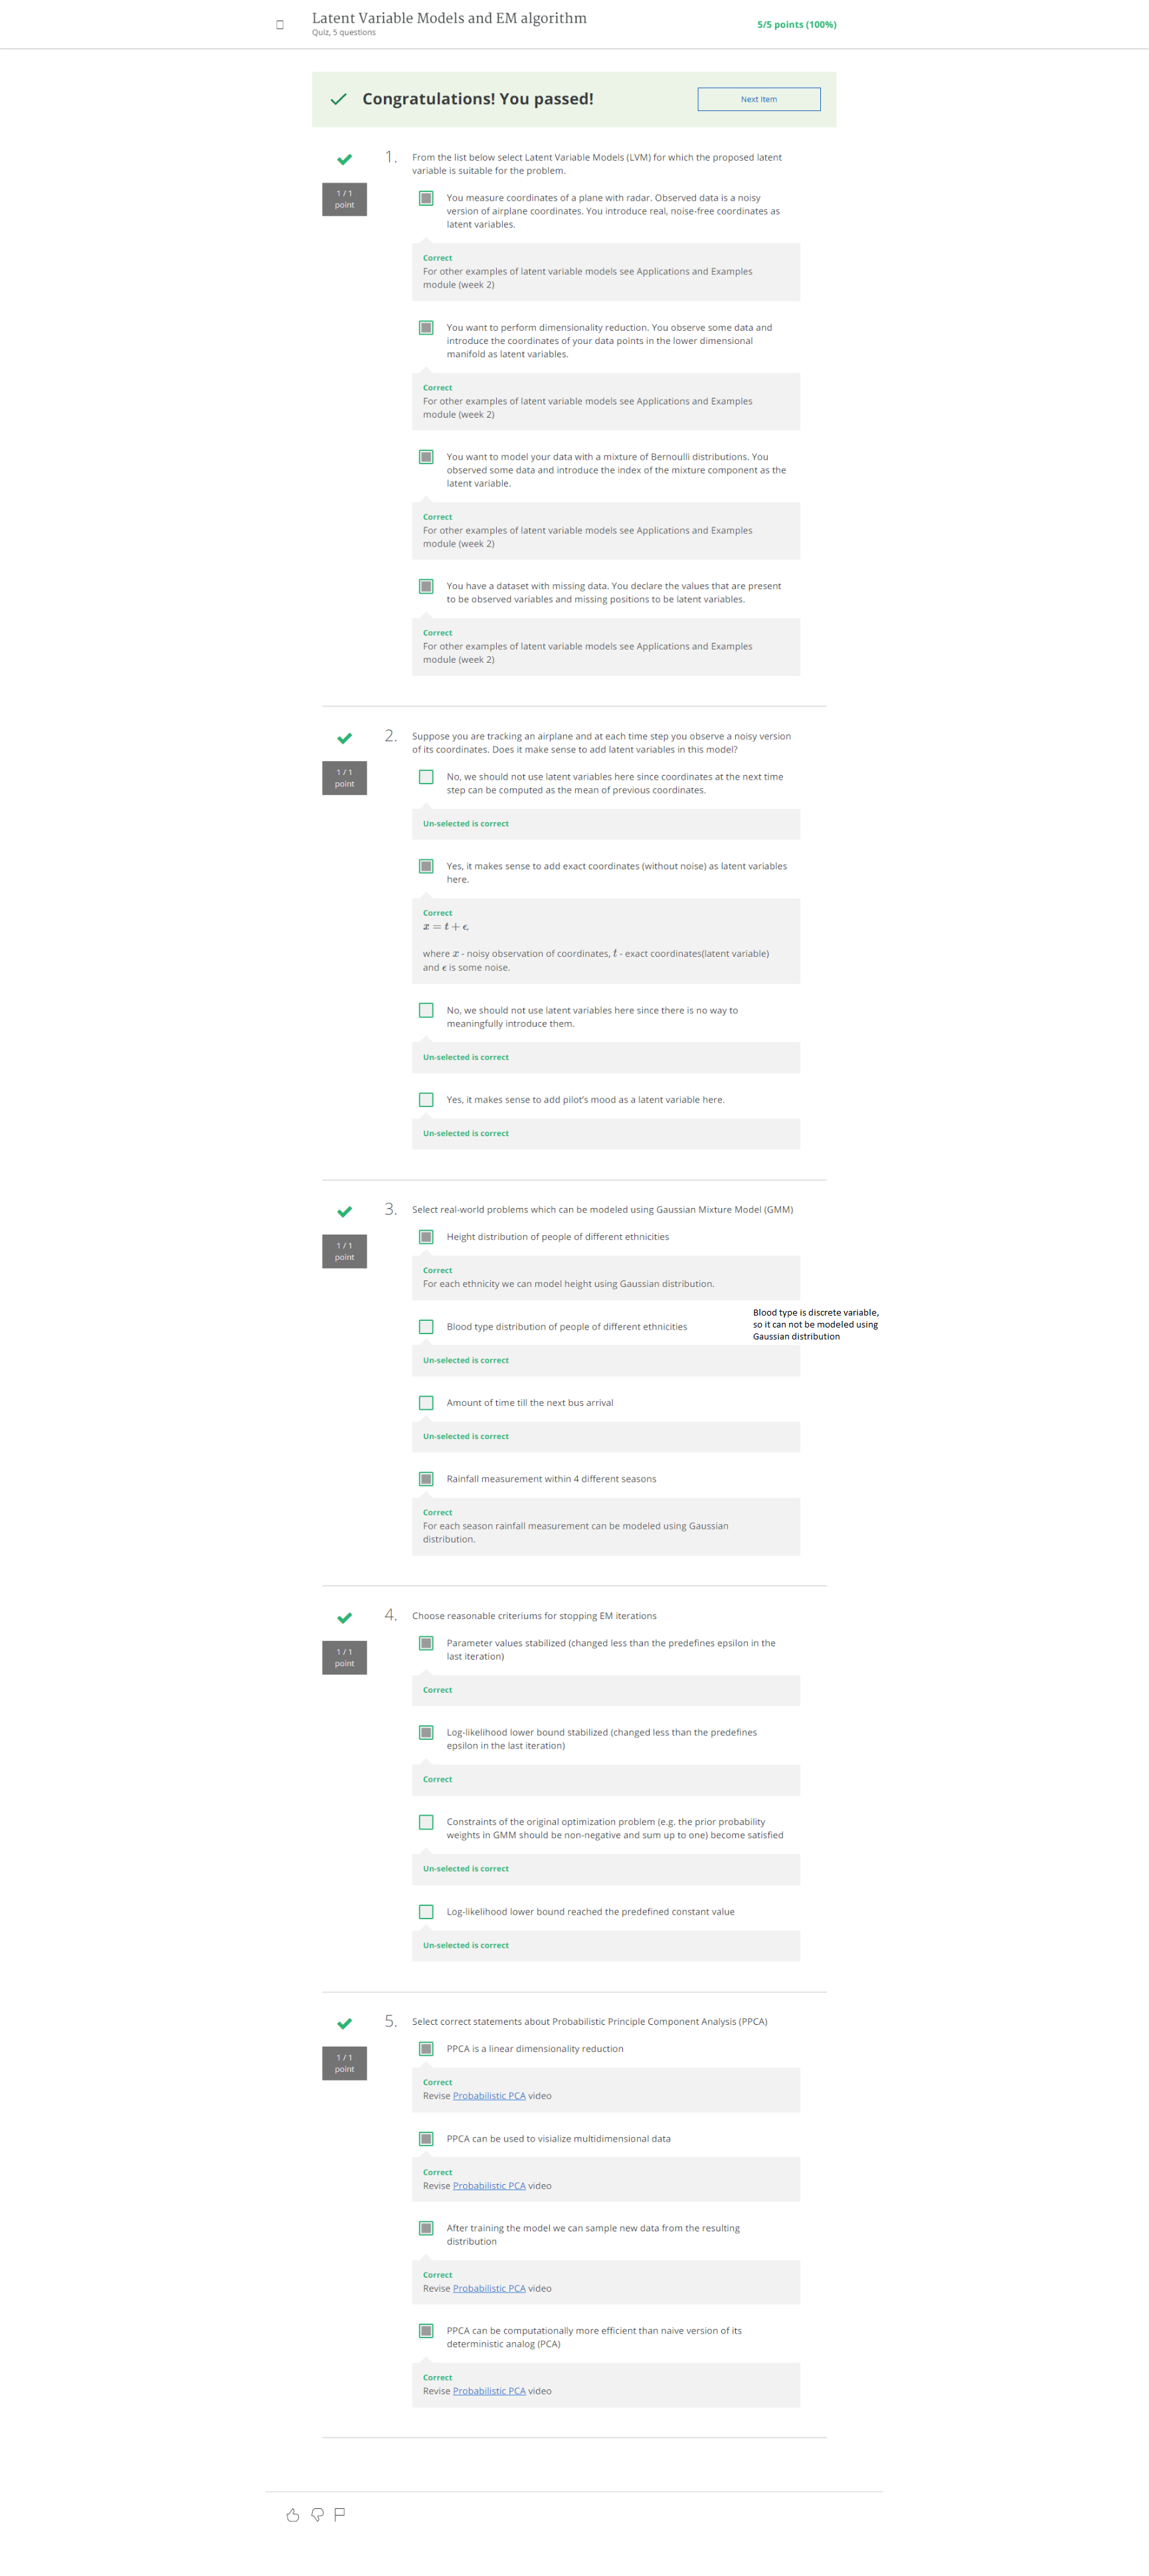 Latent Variable Models and EM algorithm
Quiz, 5 questions
5/5 points (100%)
Congratulations! You passed!
Next Item
1/1
point
1.
From the list below select Latent Variable Models (LVM) for which the proposed latent
variable is suitable for the problem.
You measure coordinates of a plane with radar. Observed data is a noisy
version of airplane coordinates. You introduce real, noise-free coordinates as
latent variables.
Correct
For other examples of latent variable models see Applications and Examples
module (week 2)
You want to perform dimensionality reduction. You observe some data and
introduce the coordinates of your data points in the lower dimensional
manifold as latent variables.
Correct
For other examples of latent variable models see Applications and Examples
module (week 2)
You want to model your data with a mixture of Bernoulli distributions. You
observed some data and introduce the index of the mixture component as the
latent variable.
Correct
For other examples of latent variable models see Applications and Examples
module (week 2)
You have a dataset with missing data. You declare the values that are present
to be observed variables and missing positions to be latent variables.
Correct
For other examples of latent variable models see Applications and Examples
module (week 2)
1/1
point
2.
Suppose you are tracking an airplane and at each time step you observe a noisy version
of its coordinates. Does it make sense to add latent variables in this model?
No, we should not use latent variables here since coordinates at the next time
step can be computed as the mean of previous coordinates.
Un-selected is correct
Yes, it makes sense to add exact coordinates (without noise) as latent variables
here.
Correct
x = t + ϵ,
where x - noisy observation of coordinates, t - exact coordinates(latent variable)
and ϵ is some noise.
No, we should not use latent variables here since there is no way to
meaningfully introduce them.
Un-selected is correct
Yes, it makes sense to add pilot's mood as a latent variable here.
Un-selected is correct
1/1
point
3.
Select real-world problems which can be modeled using Gaussian Mixture Model (GMM)
Height distribution of people of different ethnicities
Correct
For each ethnicity we can model height using Gaussian distribution.
Blood type distribution of people of different ethnicities
Blood type is discrete variable,
so it can not be modeled using
Gaussian distribution
Un-selected is correct
Amount of time till the next bus arrival
Un-selected is correct
Rainfall measurement within 4 different seasons
Correct
For each season rainfall measurement can be modeled using Gaussian
distribution.
1/1
point
4.
Choose reasonable criteriums for stopping EM iterations
Parameter values stabilized (changed less than the predefines epsilon in the
last iteration)
Correct
Log-likelihood lower bound stabilized (changed less than the predefines
epsilon in the last iteration)
Correct
Constraints of the original optimization problem (e.g. the prior probability
weights in GMM should be non-negative and sum up to one) become satisfied
Un-selected is correct
Log-likelihood lower bound reached the predefined constant value
Un-selected is correct
1/1
point
5.
Select correct statements about Probabilistic Principle Component Analysis (PPCA)
PPCA is a linear dimensionality reduction
Correct
Revise Probabilistic PCA video
PPCA can be used to visialize multidimensional data
Correct
Revise Probabilistic PCA video
After training the model we can sample new data from the resulting
distribution
Correct
Revise Probabilistic PCA video
PPCA can be computationally more efficient than naive version of its
deterministic analog (PCA)
Correct
Revise Probabilistic PCA video